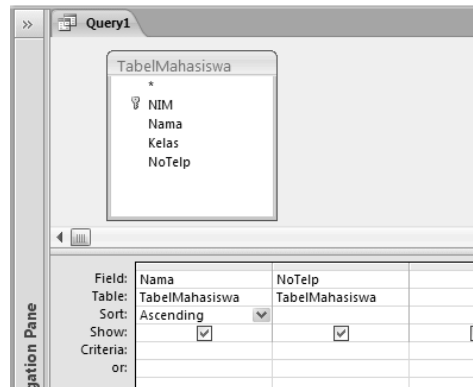 »
Query1
TabelMahasiswa
*
NIM
Nama
Kelas
NoTelp
Field: Nama NoTelp
Table: TabelMahasiswa TabelMahasiswa
Sort: Ascending
Show:
Criteria:
or:
gation Pane